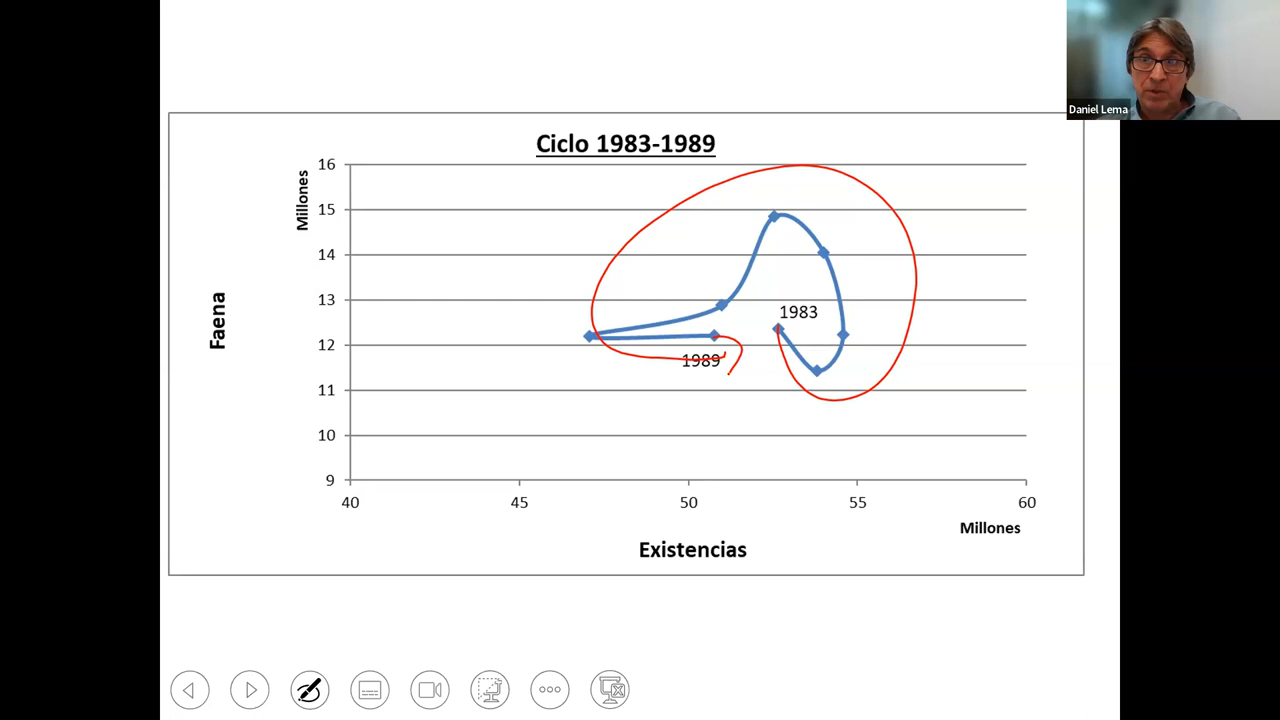 Daniel Lema
Ciclo 1983-1989
Millones
Faena
16
15
14
13
12
11
10
9
1983
1989
40
45
50
55
60
Millones
Existencias